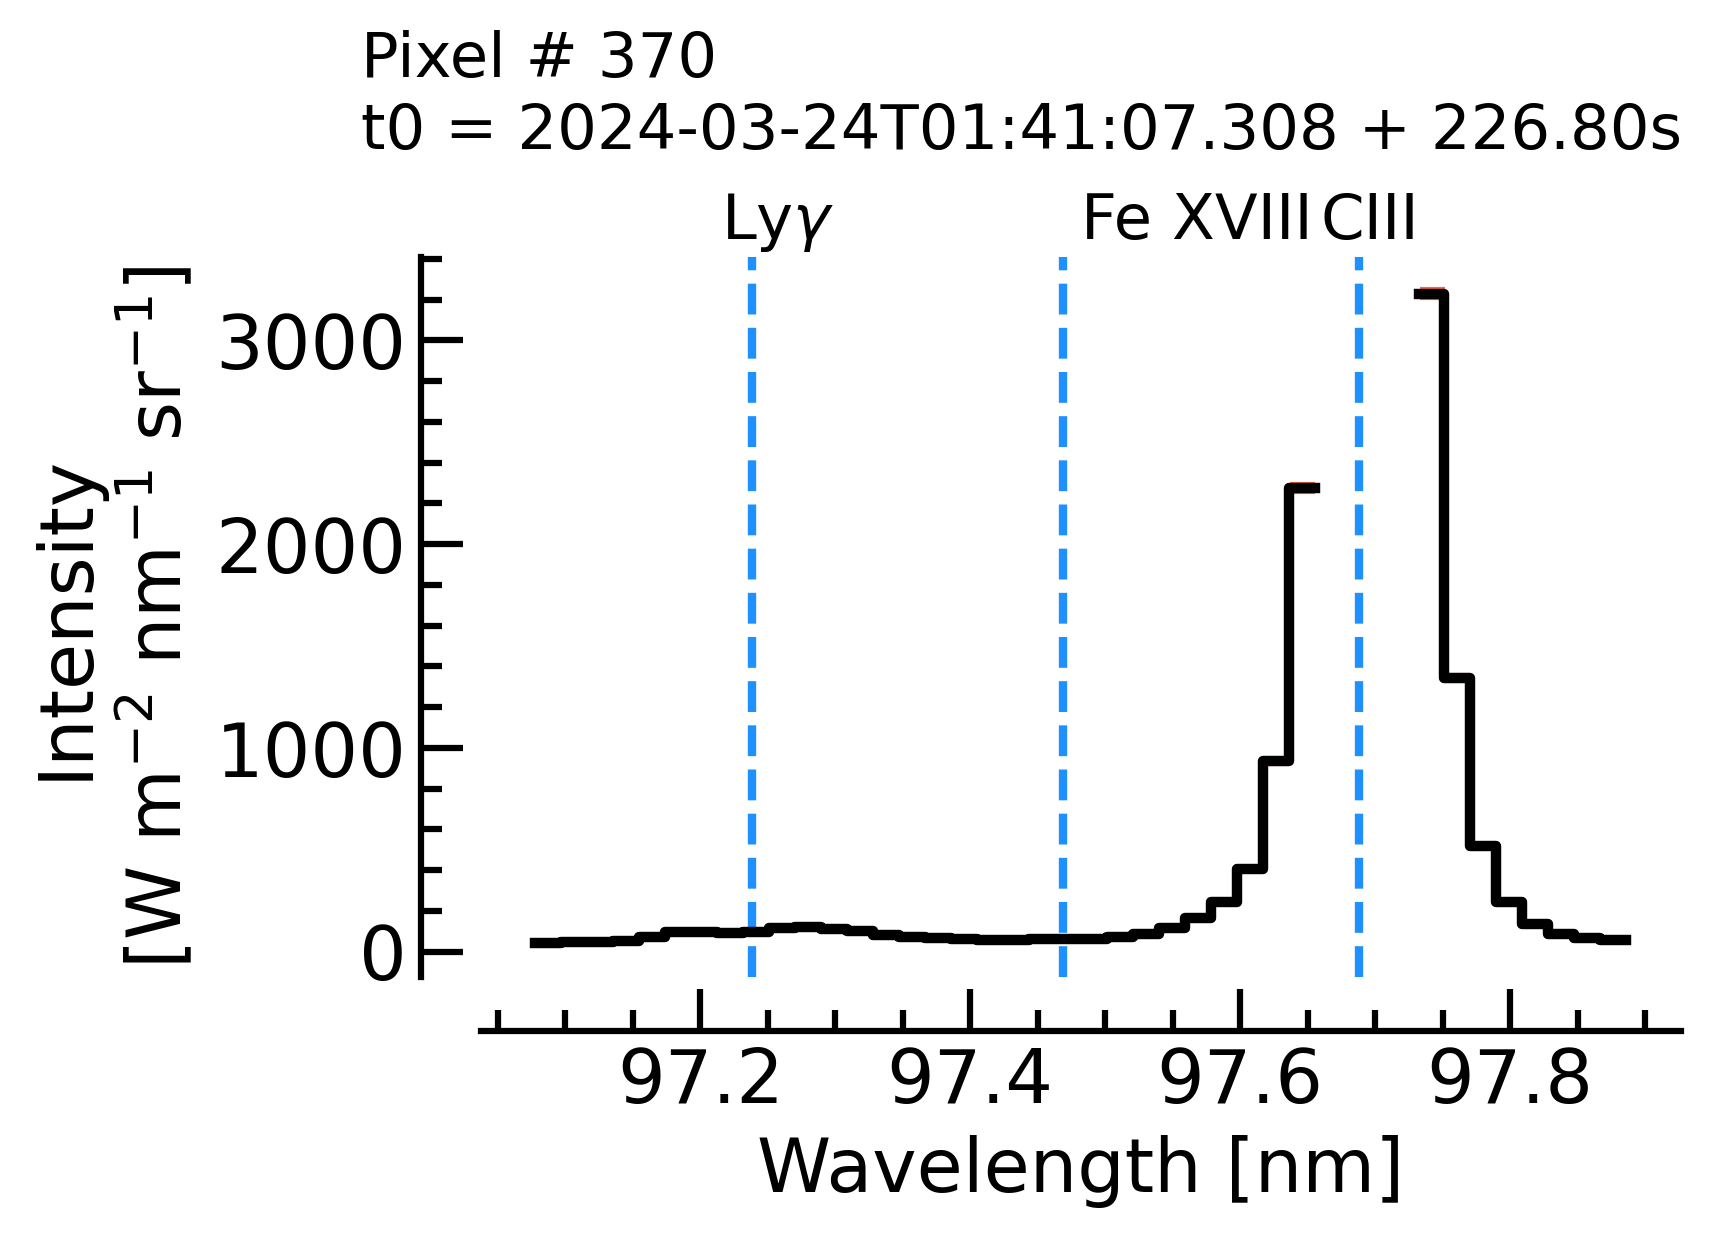 Pixel # 370
t0 = 2024-03-24T01:41:07.308 + 226.80s
Lyγ Fe XVIII CIII
Intensity
[W m⁻² nm⁻¹ sr⁻¹]
3000
2000
1000
0
97.2 97.4 97.6 97.8
Wavelength [nm]